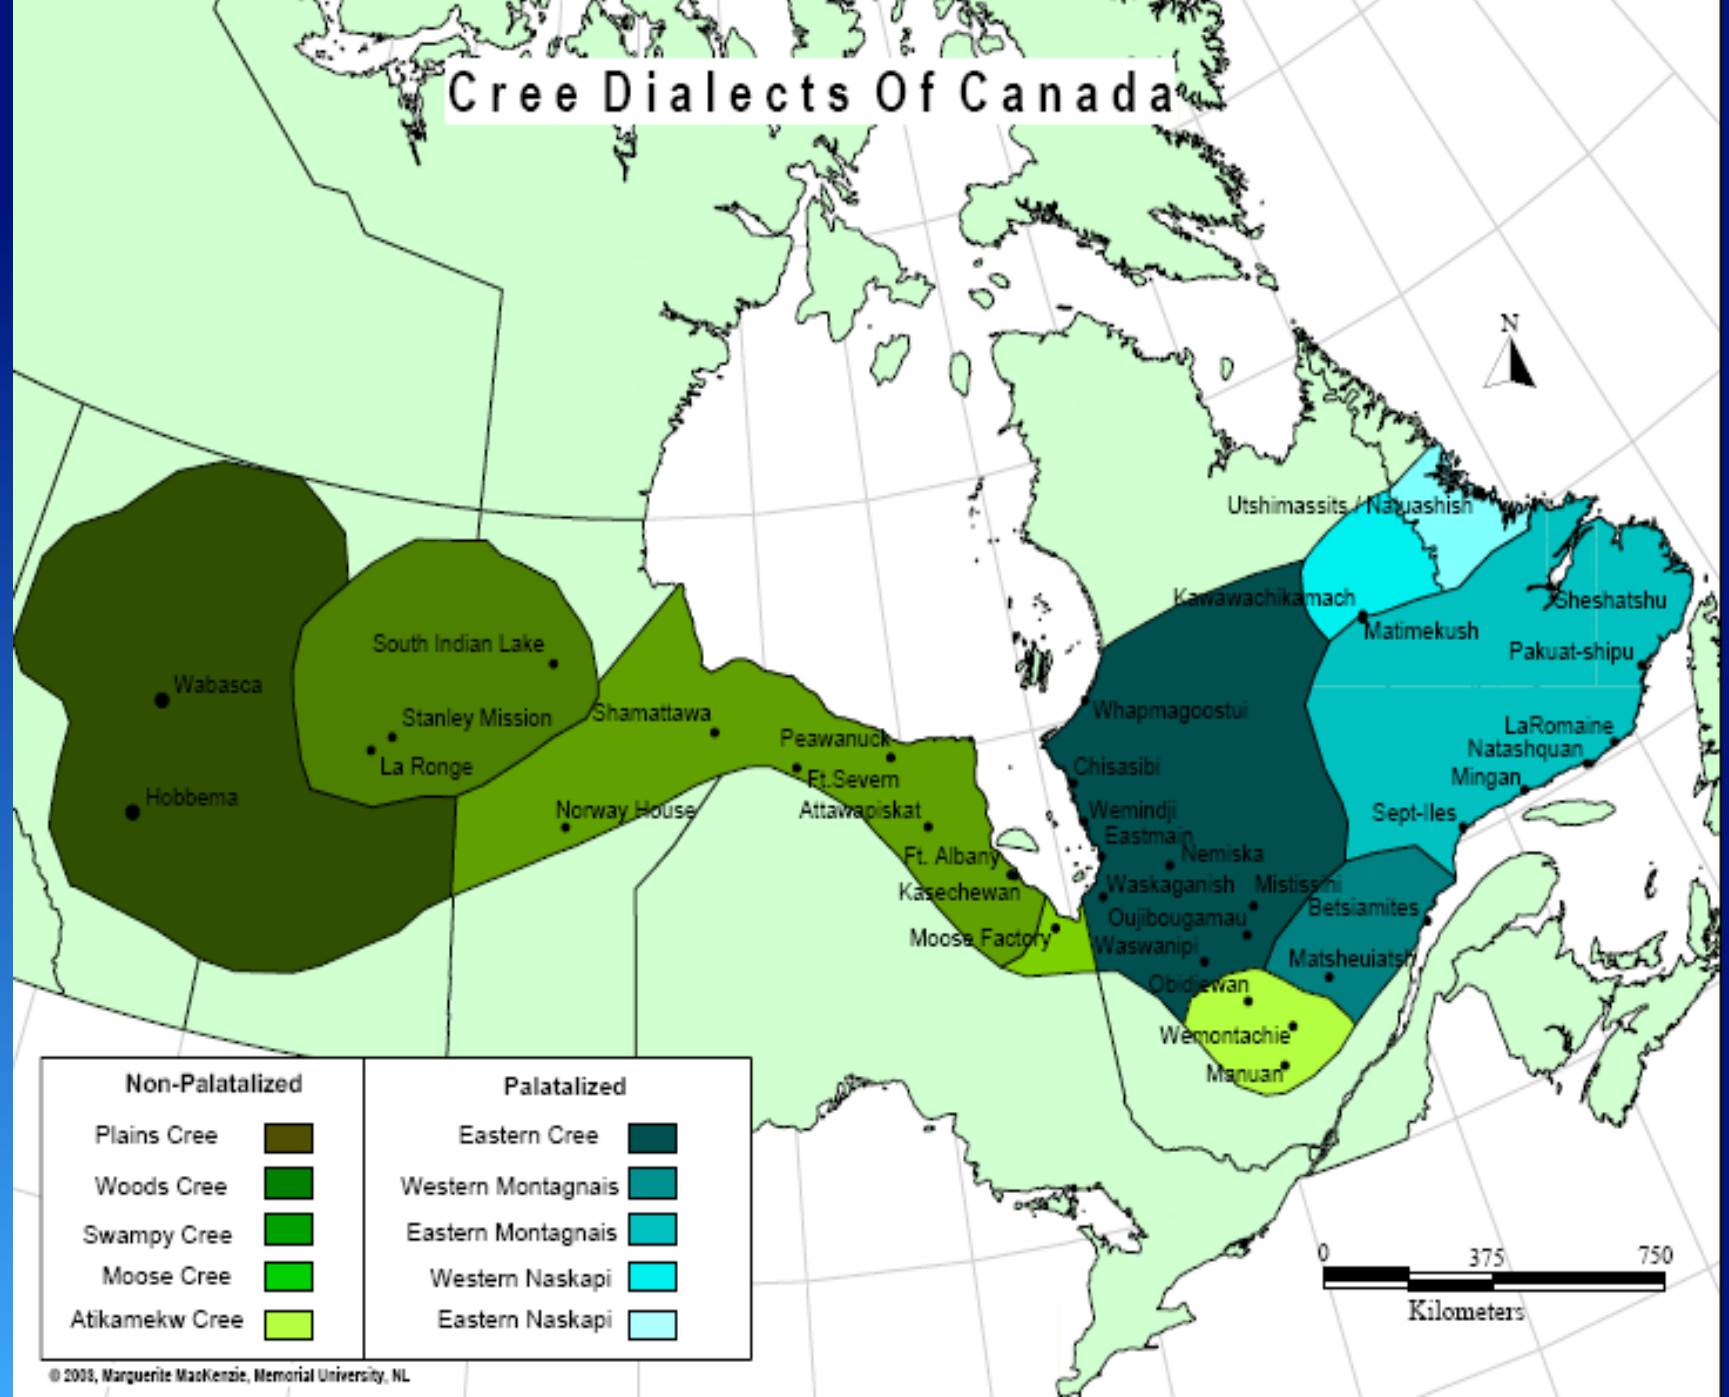 Cree Dialects Of Canada
N
Utshimassits / Natuashish
Kawawachikamach
Sheshatshu
Matimekush
Pakuat-shipu
South Indian Lake
Wabasca
Stanley Mission
Shamattawa
Whapmagoostui
LaRomaine
Peawanuck
Natashquan
La Ronge
Chisasibi
Ft.Severn
Mingan
Hobbema
Norway House
Attawapiskat
Wemindji
Sept-Iles
Eastmain
Ft. Albany
Nemiska
Kasechewan
Waskaganish
Mistissini
Betsiamites
Oujibougamau
Moose Factory
Waswanipi
Matsheuiatsh
Obidjewan
Wemontachie
Manuan
Non-Palatalized
Plains Cree
Woods Cree
Swampy Cree
Moose Cree
Atikamekw Cree
Palatalized
Eastern Cree
Western Montagnais
Eastern Montagnais
Western Naskapi
Eastern Naskapi
0 375 750
Kilometers
© 2008, Marguerite MacKenzie, Memorial University, NL